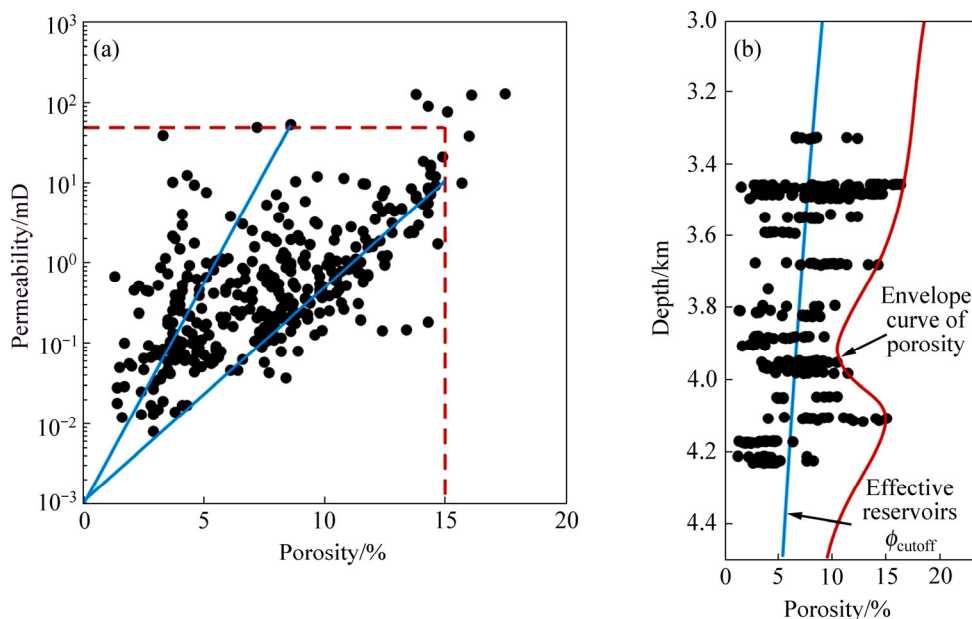 (a)
10³
10²
10¹
10⁰
10⁻¹
10⁻²
10⁻³
Permeability/mD
0
5
10
15
20
Porosity/%
(b)
3.0
3.2
3.4
3.6
3.8
4.0
4.2
4.4
Depth/km
Envelope
curve of
porosity
Effective
reservoirs
ϕcutoff
0
5
10
15
20
Porosity/%